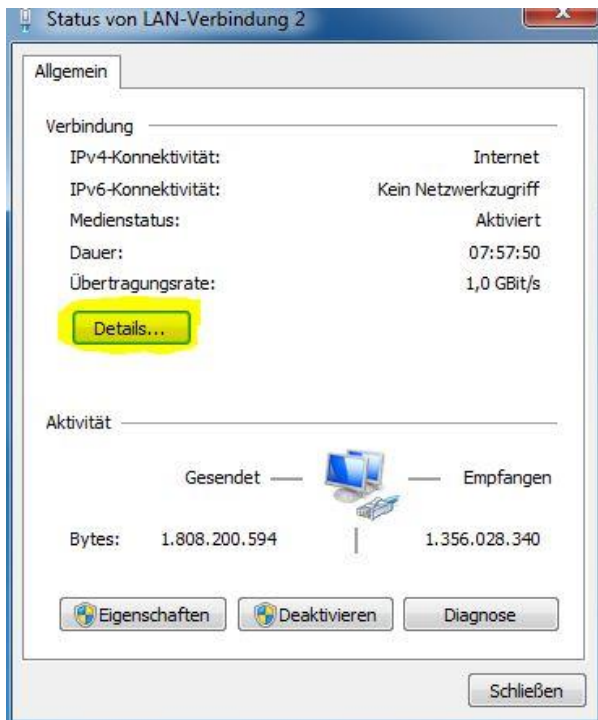 Status von LAN-Verbindung 2
Allgemein
Verbindung
IPv4-Konnektivität: Internet
IPv6-Konnektivität: Kein Netzwerkzugriff
Medienstatus: Aktiviert
Dauer: 07:57:50
Übertragungsrate: 1,0 GBit/s
Details...
Aktivität
Gesendet Empfangen
Bytes: 1.808.200.594 1.356.028.340
Eigenschaften Deaktivieren Diagnose
Schließen